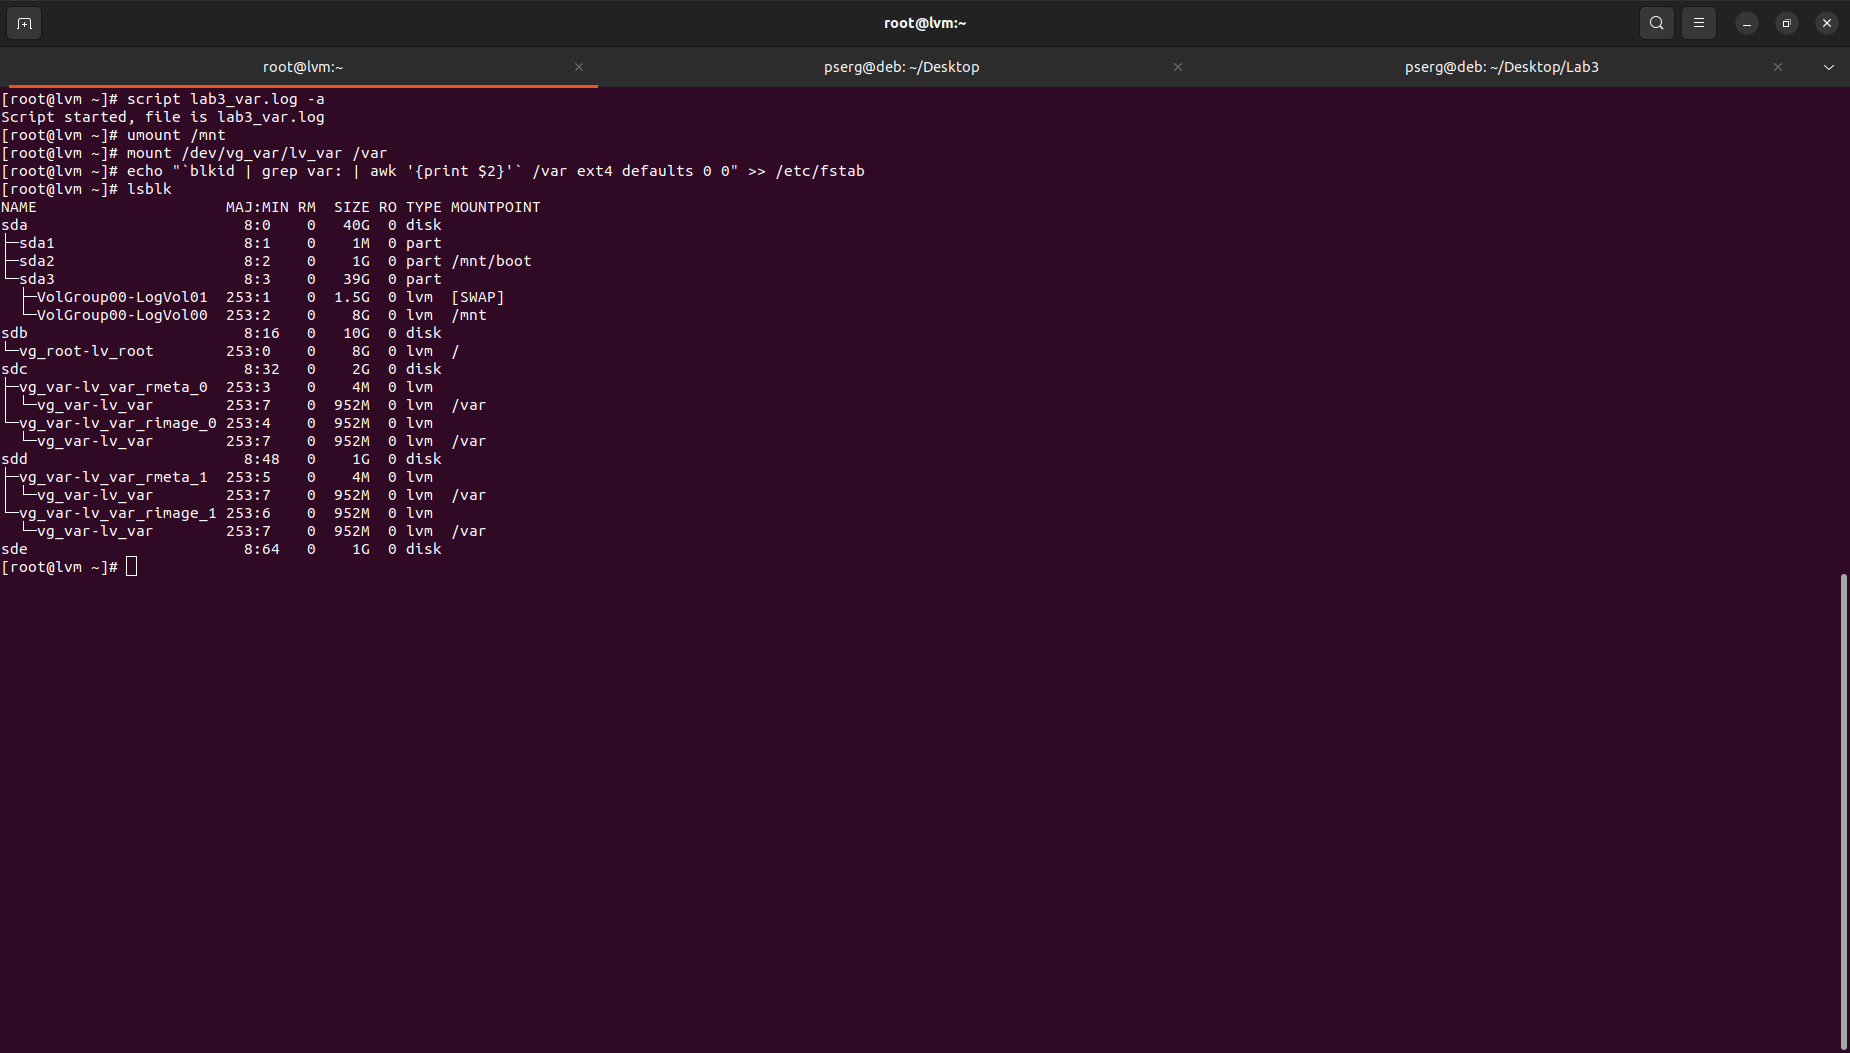 root@lvm:~
root@lvm:~ pserg@deb: ~/Desktop pserg@deb: ~/Desktop/Lab3
[root@lvm ~]# script lab3_var.log -a
Script started, file is lab3_var.log
[root@lvm ~]# umount /mnt
[root@lvm ~]# mount /dev/vg_var/lv_var /var
[root@lvm ~]# echo "`blkid | grep var: | awk '{print $2}'` /var ext4 defaults 0 0" >> /etc/fstab
[root@lvm ~]# lsblk
NAME                     MAJ:MIN RM  SIZE RO TYPE MOUNTPOINT
sda                        8:0    0   40G  0 disk
├─sda1                     8:1    0    1M  0 part
├─sda2                     8:2    0    1G  0 part /mnt/boot
└─sda3                     8:3    0   39G  0 part
  ├─VolGroup00-LogVol01  253:1    0  1.5G  0 lvm  [SWAP]
  └─VolGroup00-LogVol00  253:2    0    8G  0 lvm  /mnt
sdb                        8:16   0   10G  0 disk
└─vg_root-lv_root        253:0    0    8G  0 lvm  /
sdc                        8:32   0    2G  0 disk
├─vg_var-lv_var_rmeta_0  253:3    0    4M  0 lvm
│ └─vg_var-lv_var        253:7    0  952M  0 lvm  /var
└─vg_var-lv_var_rimage_0 253:4    0  952M  0 lvm
  └─vg_var-lv_var        253:7    0  952M  0 lvm  /var
sdd                        8:48   0    1G  0 disk
├─vg_var-lv_var_rmeta_1  253:5    0    4M  0 lvm
│ └─vg_var-lv_var        253:7    0  952M  0 lvm  /var
└─vg_var-lv_var_rimage_1 253:6    0  952M  0 lvm
  └─vg_var-lv_var        253:7    0  952M  0 lvm  /var
sde                        8:64   0    1G  0 disk
[root@lvm ~]#